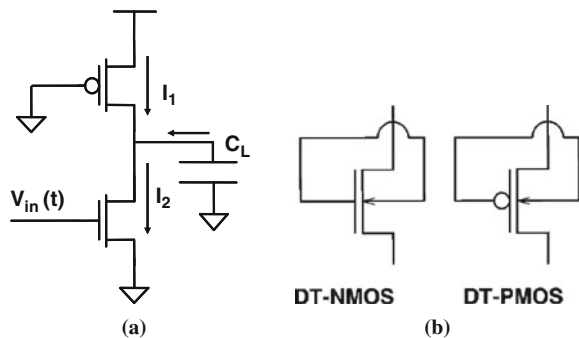 I1
CL
I2
Vin (t)
DT-NMOS
DT-PMOS
(a)
(b)